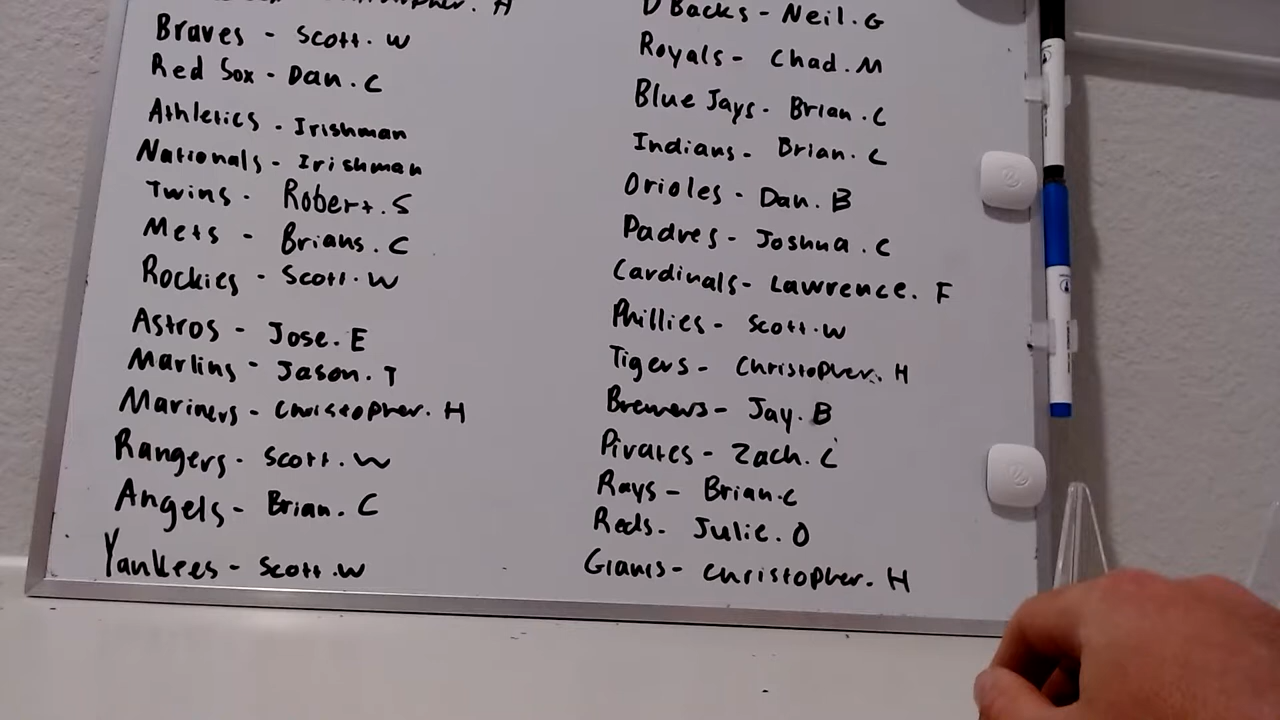 H
Braves - Scott. W
Red Sox - Dan. C
Athletics - Irishman
Nationals - Irishman
Twins - Robert. S
Mets - Brians. C
Rockies - Scott. W
Astros - Jose. E
Marlins - Jason. T
Mariners - Christopher. H
Rangers - Scott. W
Angels - Brian. C
Yankees - Scott. W
D Backs - Neil. G
Royals - Chad. M
Blue Jays - Brian. C
Indians - Brian. C
Orioles - Dan. B
Padres - Joshua. C
Cardinals - Lawrence. F
Phillies - Scott. W
Tigers - Christopher. H
Brewers - Jay. B
Pirates - Zach. C
Rays - Brian. C
Reds - Julie. O
Giants - Christopher. H